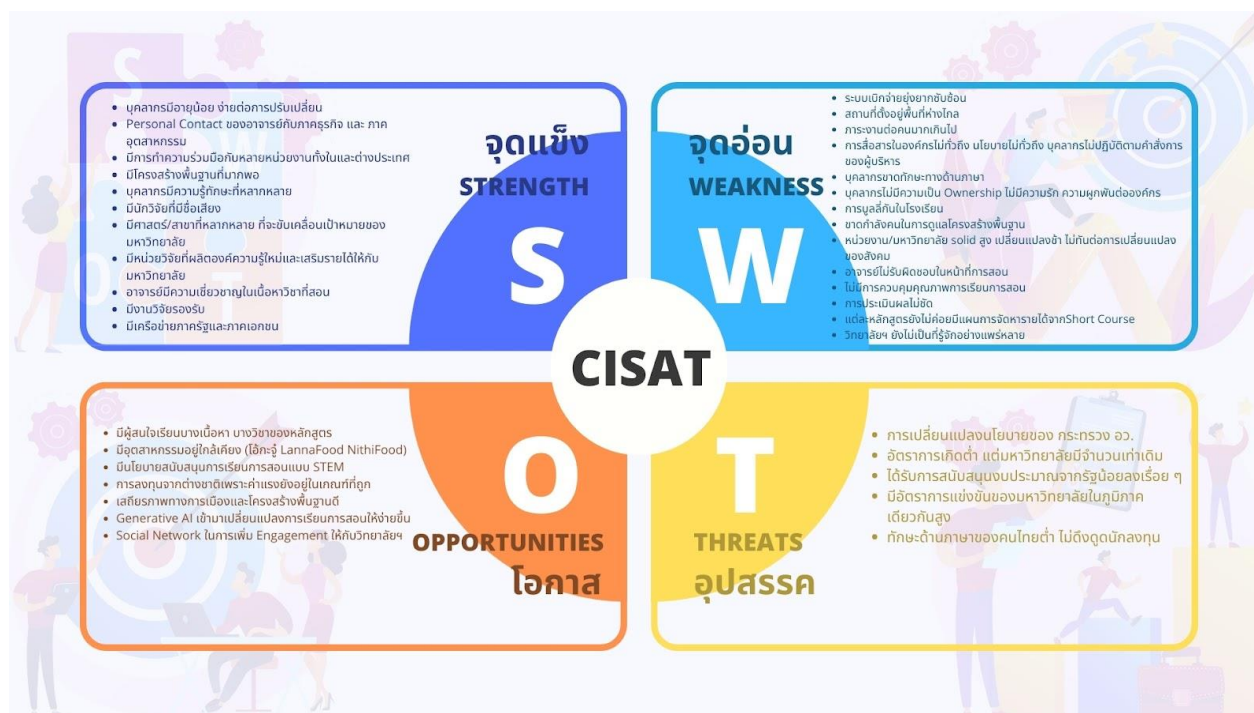 จุดแข็ง
STRENGTH
S
• บุคลากรมีอายุน้อย ง่ายต่อการปรับเปลี่ยน
• Personal Contact ของอาจารย์กับภาคธุรกิจ และ ภาค
อุตสาหกรรม
• มีการทำความร่วมมือกับหลายหน่วยงานทั้งในและต่างประเทศ
• มีโครงสร้างพื้นฐานที่มากพอ
• บุคลากรมีความรู้ทักษะที่หลากหลาย
• มีนักวิจัยที่มีชื่อเสียง
• มีศาสตร์/สาขาที่หลากหลาย ที่จะขับเคลื่อนเป้าหมายของ
มหาวิทยาลัย
• มีหน่วยวิจัยที่ผลิตองค์ความรู้ใหม่และเสริมรายได้ให้กับ
มหาวิทยาลัย
• อาจารย์มีความเชี่ยวชาญในเนื้อหาวิชาที่สอน
• มีงานวิจัยรองรับ
• มีเครือข่ายภาครัฐและภาคเอกชน
จุดอ่อน
WEAKNESS
W
• ระบบเบิกจ่ายยุ่งยากซับซ้อน
• สถานที่ตั้งอยู่พื้นที่ห่างไกล
• ภาระงานต่อคนมากเกินไป
• การสื่อสารในองค์กรไม่ทั่วถึง นโยบายไม่ทั่วถึง บุคลากรไม่ปฏิบัติตามคำสั่งการ
ของผู้บริหาร
• บุคลากรขาดทักษะทางด้านภาษา
• บุคลากรไม่มีความเป็น Ownership ไม่มีความรัก ความผูกพันต่อองค์กร
• การบูลลี่กันในโรงเรียน
• ขาดกำลังคนในการดูแลโครงสร้างพื้นฐาน
• หน่วยงาน/มหาวิทยาลัย solid สูง เปลี่ยนแปลงช้า ไม่ทันต่อการเปลี่ยนแปลง
ของสังคม
• อาจารย์ไม่รับผิดชอบในหน้าที่การสอน
• ไม่มีการควบคุมคุณภาพการเรียนการสอน
• การประเมินผลไม่ชัด
• แต่ละหลักสูตรยังไม่ค่อยมีแผนการจัดหารายได้จากShort Course
• วิทยาลัยฯ ยังไม่เป็นที่รู้จักอย่างแพร่หลาย
CISAT
• มีผู้สนใจเรียนบางเนื้อหา บางวิชาของหลักสูตร
• มีอุตสาหกรรมอยู่ใกล้เคียง (โอ้กะจู๋ LannaFood NithiFood)
• มีนโยบายสนับสนุนการเรียนการสอนแบบ STEM
• การลงทุนจากต่างชาติเพราะค่าแรงยังอยู่ในเกณฑ์ที่ถูก
• เสถียรภาพทางการเมืองและโครงสร้างพื้นฐานดี
• Generative AI เข้ามาเปลี่ยนแปลงการเรียนการสอนให้ง่ายขึ้น
• Social Network ในการเพิ่ม Engagement ให้กับวิทยาลัยฯ
O
OPPORTUNITIES
โอกาส
T
THREATS
อุปสรรค
• การเปลี่ยนแปลงนโยบายของ กระทรวง อว.
• อัตราการเกิดต่ำ แต่มหาวิทยาลัยมีจำนวนเท่าเดิม
• ได้รับการสนับสนุนงบประมาณจากรัฐน้อยลงเรื่อย ๆ
• มีอัตราการแข่งขันของมหาวิทยาลัยในภูมิภาค
เดียวกันสูง
• ทักษะด้านภาษาของคนไทยต่ำ ไม่ดึงดูดนักลงทุน